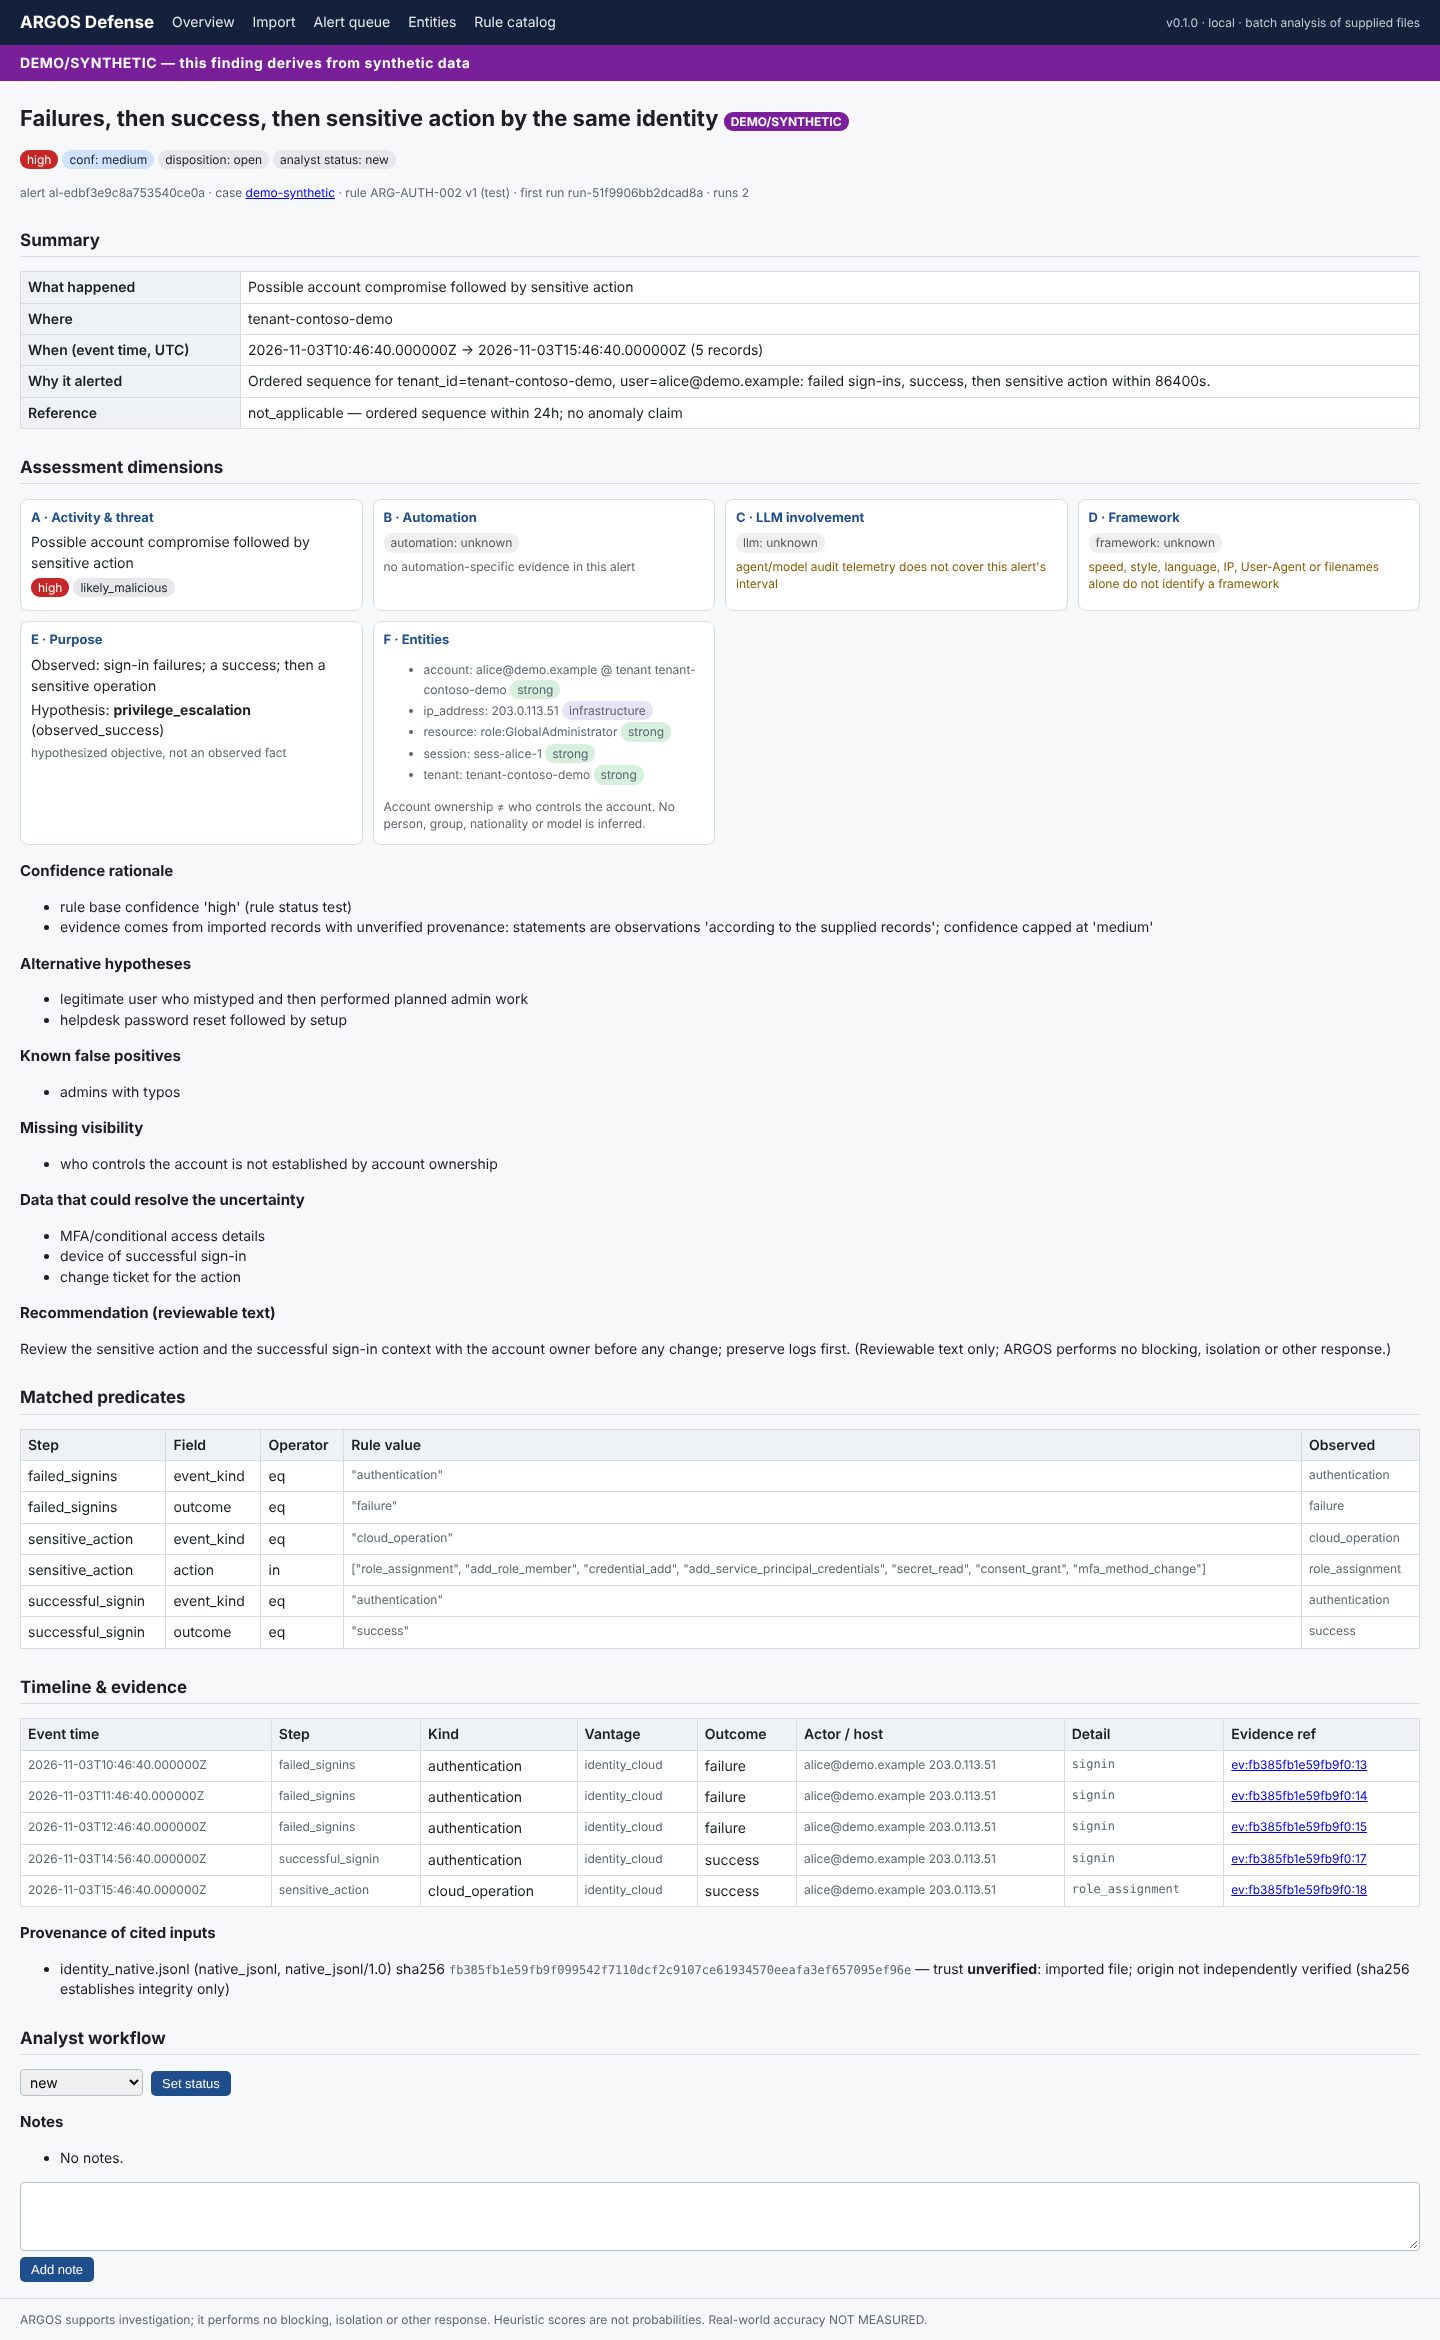 ARGOS Defense Overview Import Alert queue Entities Rule catalog v0.1.0 · local · batch analysis of supplied files
DEMO/SYNTHETIC — this finding derives from synthetic data
Failures, then success, then sensitive action by the same identity DEMO/SYNTHETIC
high conf: medium disposition: open analyst status: new
alert al-edbf3e9c8a753540ce0a · case demo-synthetic · rule ARG-AUTH-002 v1 (test) · first run run-51f9906bb2dcad8a · runs 2
Summary
What happened Possible account compromise followed by sensitive action
Where tenant-contoso-demo
When (event time, UTC) 2026-11-03T10:46:40.000000Z → 2026-11-03T15:46:40.000000Z (5 records)
Why it alerted Ordered sequence for tenant_id=tenant-contoso-demo, user=alice@demo.example: failed sign-ins, success, then sensitive action within 86400s.
Reference not_applicable — ordered sequence within 24h; no anomaly claim
Assessment dimensions
A · Activity & threat
Possible account compromise followed by
sensitive action
high likely_malicious
B · Automation
automation: unknown
no automation-specific evidence in this alert
C · LLM involvement
llm: unknown
agent/model audit telemetry does not cover this alert's
interval
D · Framework
framework: unknown
speed, style, language, IP, User-Agent or filenames
alone do not identify a framework
E · Purpose
Observed: sign-in failures; a success; then a
sensitive operation
Hypothesis: privilege_escalation
(observed_success)
hypothesized objective, not an observed fact
F · Entities
• account: alice@demo.example @ tenant tenant-
contoso-demo strong
• ip_address: 203.0.113.51 infrastructure
• resource: role:GlobalAdministrator strong
• session: sess-alice-1 strong
• tenant: tenant-contoso-demo strong
Account ownership ≠ who controls the account. No
person, group, nationality or model is inferred.
Confidence rationale
• rule base confidence 'high' (rule status test)
• evidence comes from imported records with unverified provenance: statements are observations 'according to the supplied records'; confidence capped at 'medium'
Alternative hypotheses
• legitimate user who mistyped and then performed planned admin work
• helpdesk password reset followed by setup
Known false positives
• admins with typos
Missing visibility
• who controls the account is not established by account ownership
Data that could resolve the uncertainty
• MFA/conditional access details
• device of successful sign-in
• change ticket for the action
Recommendation (reviewable text)
Review the sensitive action and the successful sign-in context with the account owner before any change; preserve logs first. (Reviewable text only; ARGOS performs no blocking, isolation or other response.)
Matched predicates
Step Field Operator Rule value Observed
failed_signins event_kind eq "authentication" authentication
failed_signins outcome eq "failure" failure
sensitive_action event_kind eq "cloud_operation" cloud_operation
sensitive_action action in ["role_assignment", "add_role_member", "credential_add", "add_service_principal_credentials", "secret_read", "consent_grant", "mfa_method_change"] role_assignment
successful_signin event_kind eq "authentication" authentication
successful_signin outcome eq "success" success
Timeline & evidence
Event time Step Kind Vantage Outcome Actor / host Detail Evidence ref
2026-11-03T10:46:40.000000Z failed_signins authentication identity_cloud failure alice@demo.example 203.0.113.51 signin ev:fb385fb1e59fb9f0:13
2026-11-03T11:46:40.000000Z failed_signins authentication identity_cloud failure alice@demo.example 203.0.113.51 signin ev:fb385fb1e59fb9f0:14
2026-11-03T12:46:40.000000Z failed_signins authentication identity_cloud failure alice@demo.example 203.0.113.51 signin ev:fb385fb1e59fb9f0:15
2026-11-03T14:56:40.000000Z successful_signin authentication identity_cloud success alice@demo.example 203.0.113.51 signin ev:fb385fb1e59fb9f0:17
2026-11-03T15:46:40.000000Z sensitive_action cloud_operation identity_cloud success alice@demo.example 203.0.113.51 role_assignment ev:fb385fb1e59fb9f0:18
Provenance of cited inputs
• identity_native.jsonl (native_jsonl, native_jsonl/1.0) sha256 fb385fb1e59fb9f099542f7110dcf2c9107ce61934570eeafa3ef657095ef96e — trust unverified: imported file; origin not independently verified (sha256
establishes integrity only)
Analyst workflow
new Set status
Notes
• No notes.
Add note
ARGOS supports investigation; it performs no blocking, isolation or other response. Heuristic scores are not probabilities. Real-world accuracy NOT MEASURED.